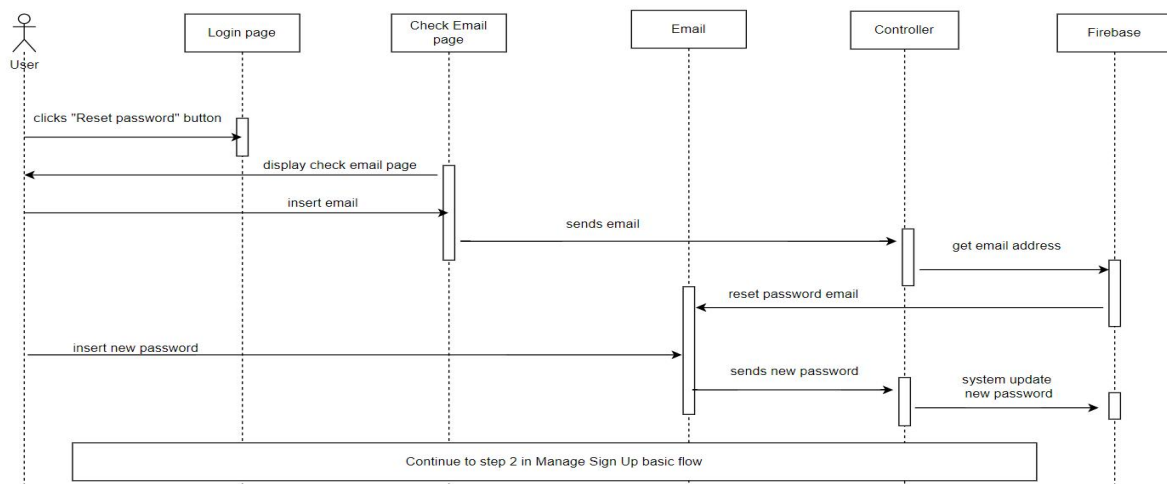 User
Login page
Check Email
page
Email
Controller
Firebase
clicks "Reset password" button
display check email page
insert email
sends email
get email address
reset password email
insert new password
sends new password
system update
new password
Continue to step 2 in Manage Sign Up basic flow